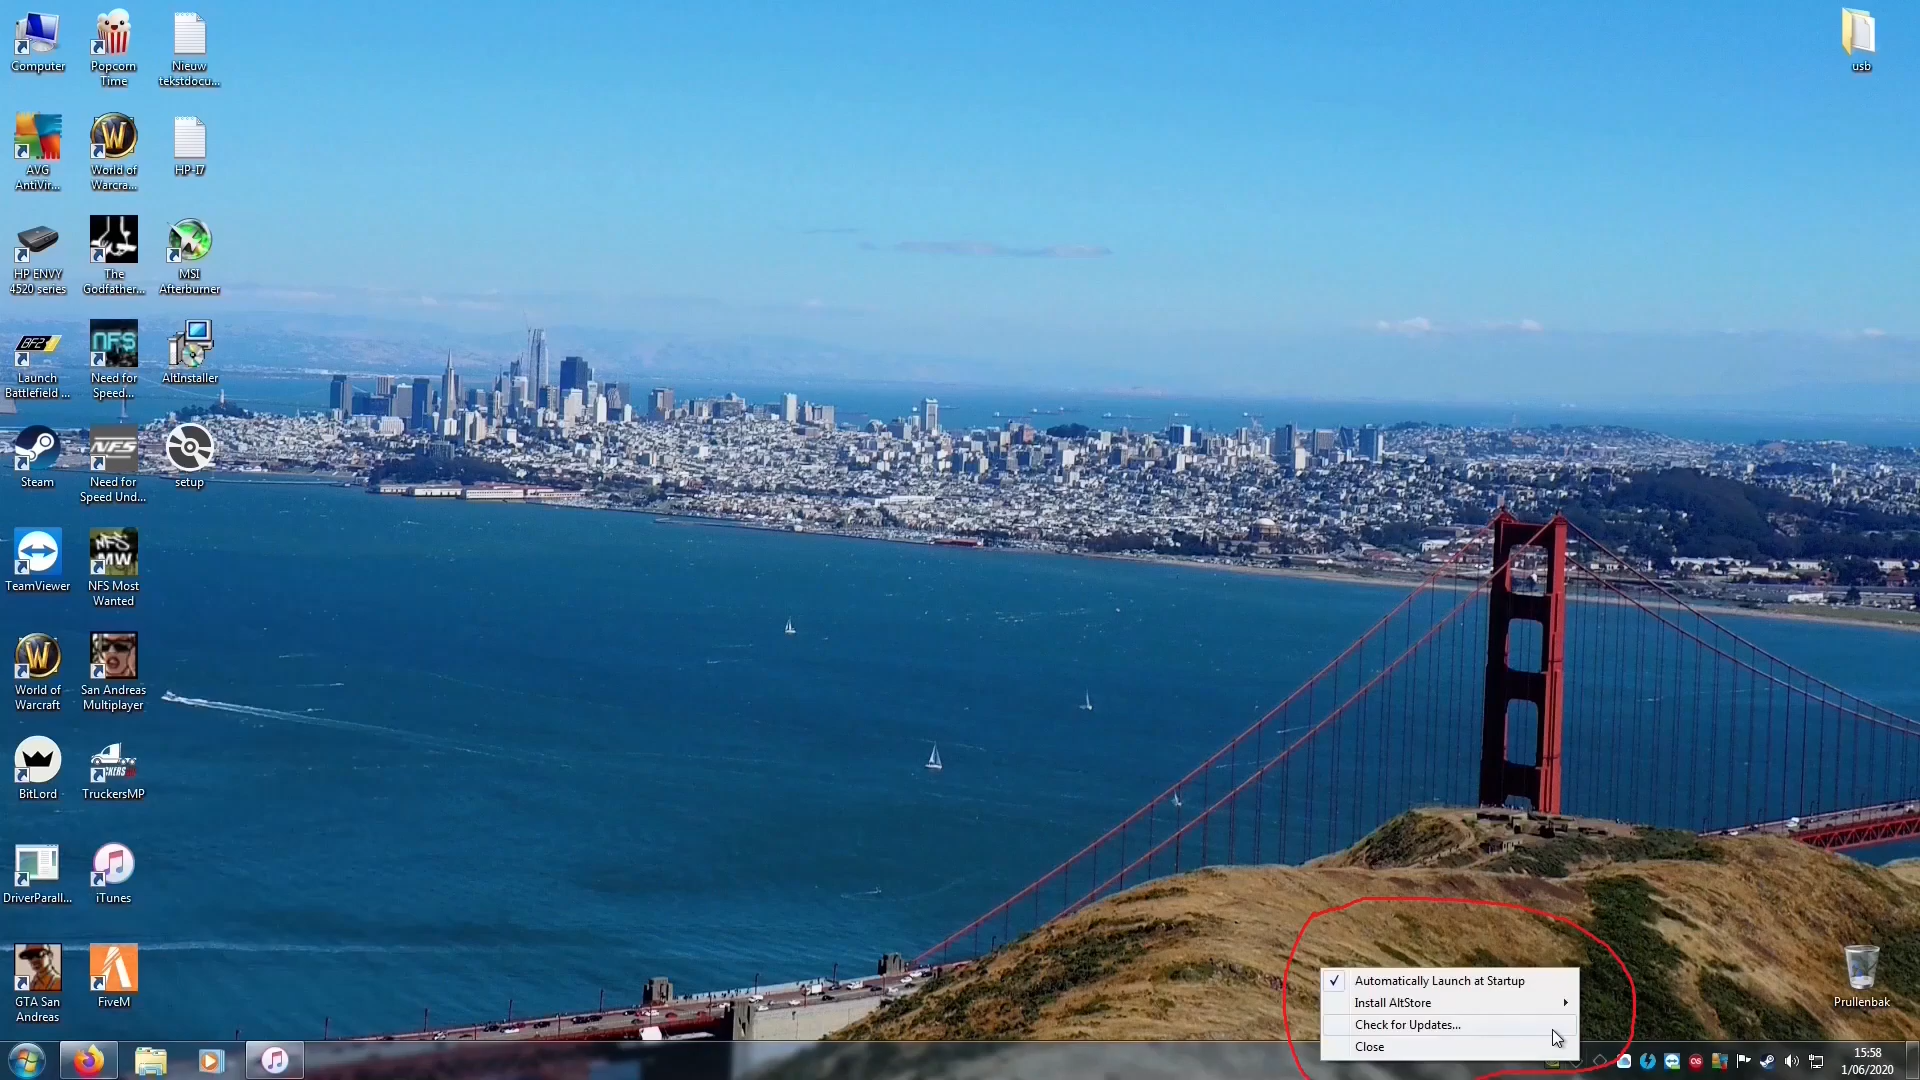 Computer
Popcorn
Time
Nieuw
tekstdocu...
usb
AVG
AntiVir...
World of
Warcra...
HP-I7
HP ENVY
4520 series
The
Godfather...
MSI
Afterburner
Launch
Battlefield ...
Need for
Speed...
AltInstaller
Steam
Need for
Speed Und...
setup
TeamViewer
NFS Most
Wanted
World of
Warcraft
San Andreas
Multiplayer
BitLord
TruckersMP
DriverParall...
iTunes
GTA San
Andreas
FiveM
Prullenbak
Automatically Launch at Startup
Install AltStore
Check for Updates...
Close
15:58
1/06/2020